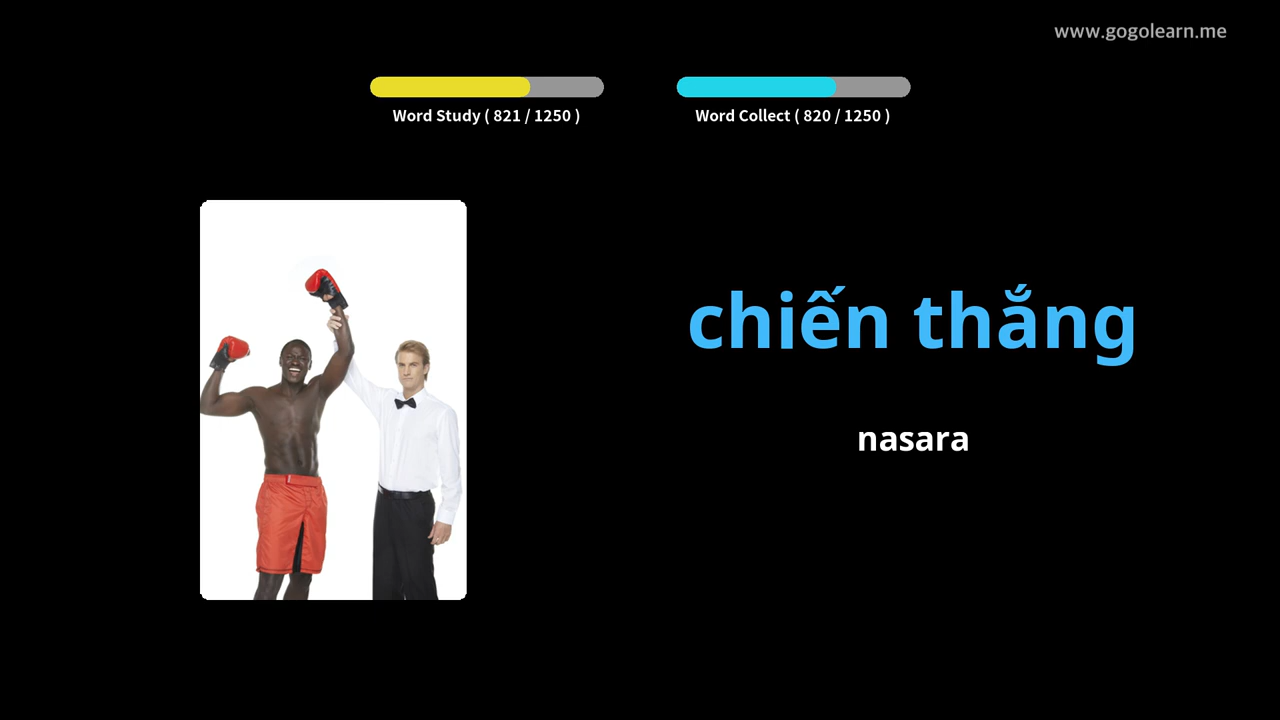 www.gogolearn.me
Word Study ( 821 / 1250 )
Word Collect ( 820 / 1250 )
chiến thắng
nasara